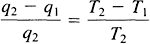 q₂ − q₁ / q₂ = T₂ − T₁ / T₂